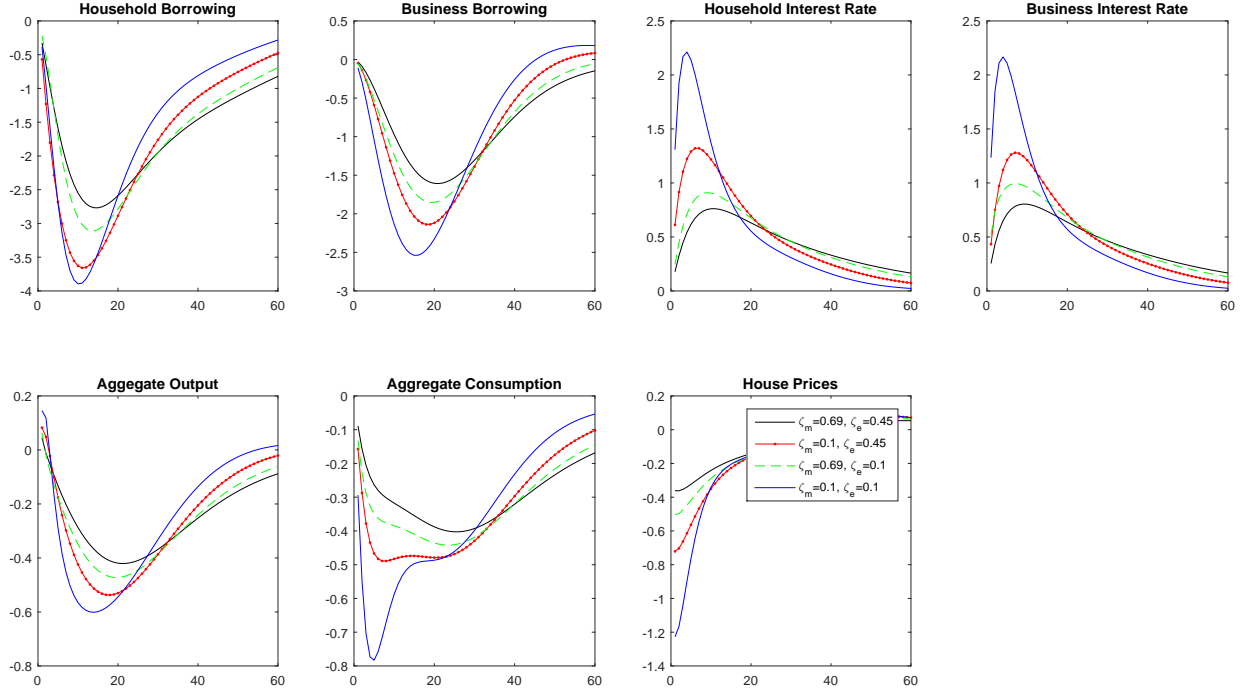 Household Borrowing
0
-0.5
-1
-1.5
-2
-2.5
-3
-3.5
-4
0 20 40 60
Business Borrowing
0.5
0
-0.5
-1
-1.5
-2
-2.5
-3
0 20 40 60
Household Interest Rate
2.5
2
1.5
1
0.5
0
0 20 40 60
Business Interest Rate
2.5
2
1.5
1
0.5
0
0 20 40 60
Aggegate Output
0.2
0
-0.2
-0.4
-0.6
-0.8
0 20 40 60
Aggregate Consumption
0
-0.1
-0.2
-0.3
-0.4
-0.5
-0.6
-0.7
-0.8
0 20 40 60
House Prices
0.2
0
-0.2
-0.4
-0.6
-0.8
-1
-1.2
-1.4
0 20 40 60
ζm=0.69, ζe=0.45
ζm=0.1, ζe=0.45
ζm=0.69, ζe=0.1
ζm=0.1, ζe=0.1